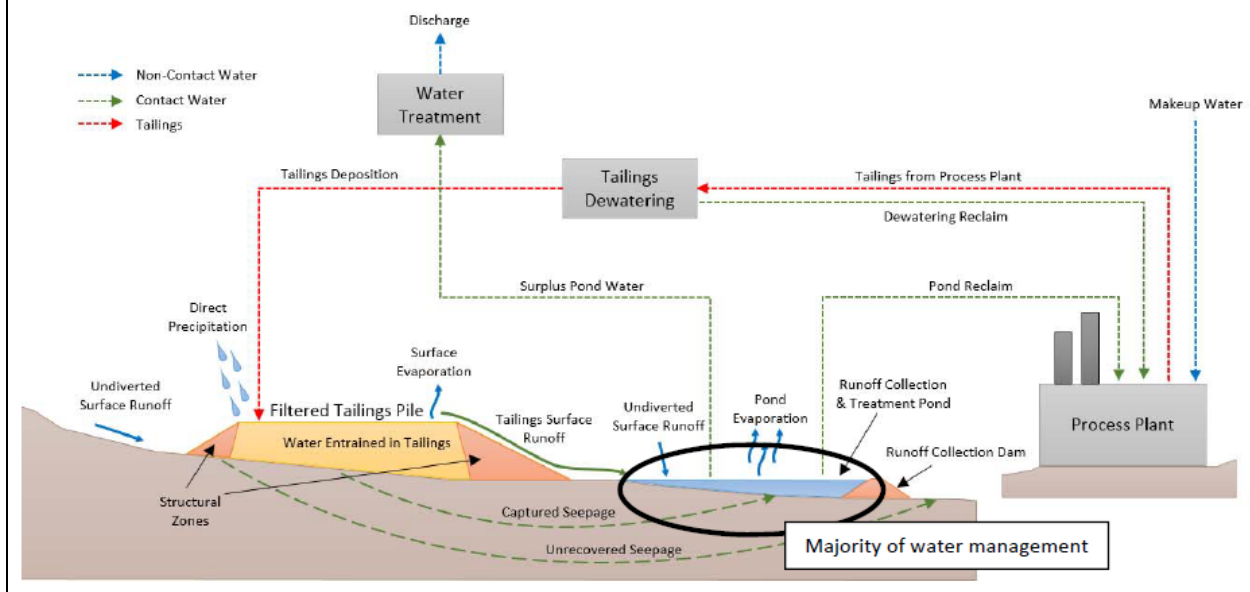 Discharge
Non-Contact Water
Contact Water
Tailings
Water
Treatment
Makeup Water
Tailings Deposition
Tailings
Dewatering
Tailings from Process Plant
Dewatering Reclaim
Surplus Pond Water
Pond Reclaim
Direct
Precipitation
Surface
Evaporation
Undiverted
Surface Runoff
Filtered Tailings Pile
Tailings Surface
Runoff
Undiverted
Surface Runoff
Pond
Evaporation
Runoff Collection
& Treatment Pond
Process Plant
Water Entrained in Tailings
Runoff Collection Dam
Structural
Zones
Captured Seepage
Unrecovered Seepage
Majority of water management